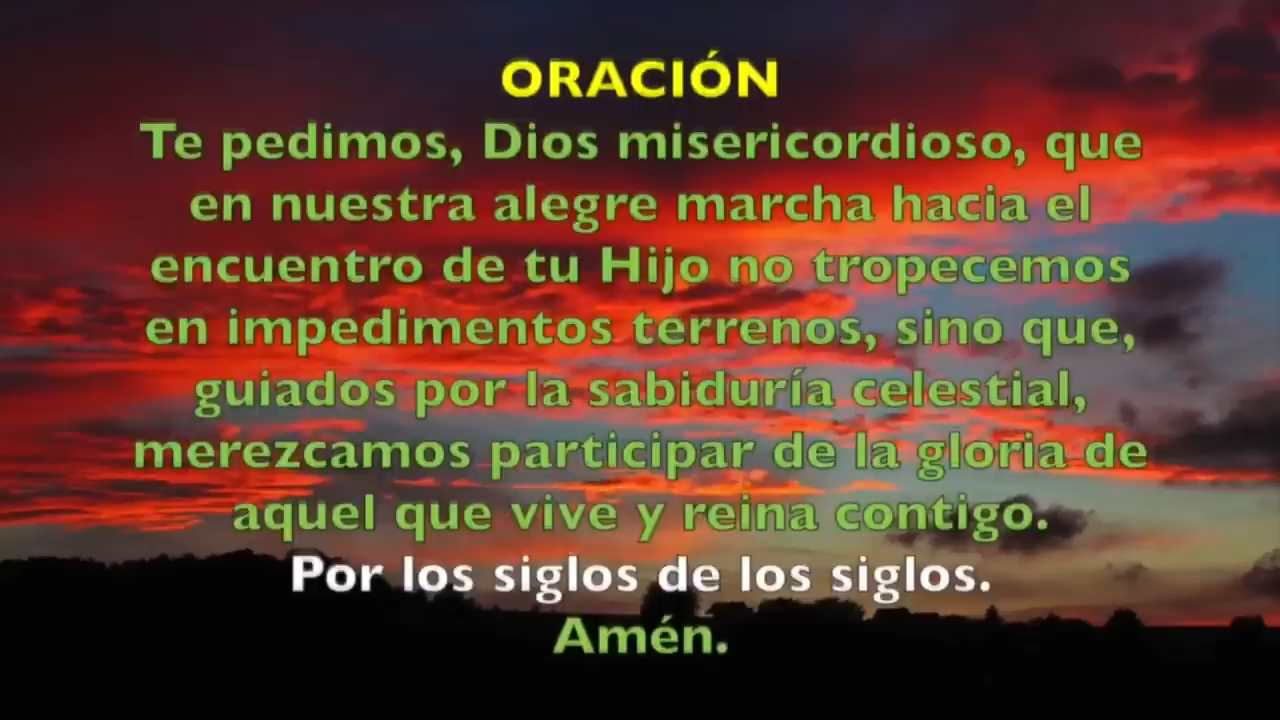 ORACIÓN
Te pedimos, Dios misericordioso, que
en nuestra alegre marcha hacia el
encuentro de tu Hijo no tropecemos
en impedimentos terrenos, sino que,
guiados por la sabiduría celestial,
merezcamos participar de la gloria de
aquel que vive y reina contigo.
Por los siglos de los siglos.
Amén.